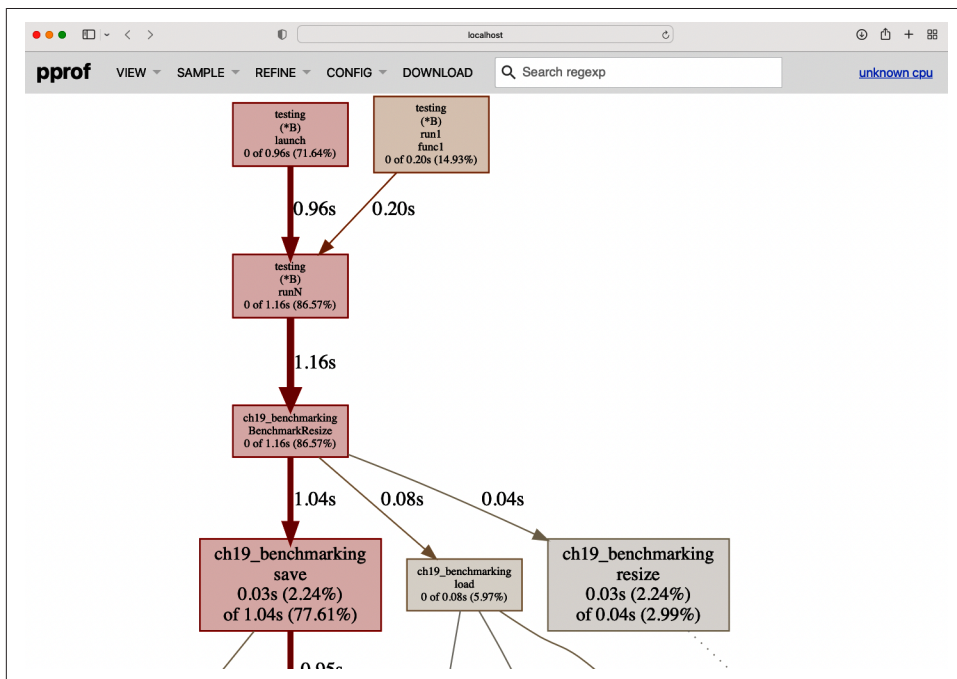 localhost
pprof VIEW SAMPLE REFINE CONFIG DOWNLOAD Search regexp unknown cpu
testing
(*B)
launch
0 of 0.96s (71.64%)
testing
(*B)
run1
func1
0 of 0.20s (14.93%)
0.96s
0.20s
testing
(*B)
runN
0 of 1.16s (86.57%)
1.16s
ch19_benchmarking
BenchmarkResize
0 of 1.16s (86.57%)
1.04s
0.08s
0.04s
ch19_benchmarking
save
0.03s (2.24%)
of 1.04s (77.61%)
ch19_benchmarking
load
0 of 0.08s (5.97%)
ch19_benchmarking
resize
0.03s (2.24%)
of 0.04s (2.99%)
0.95s